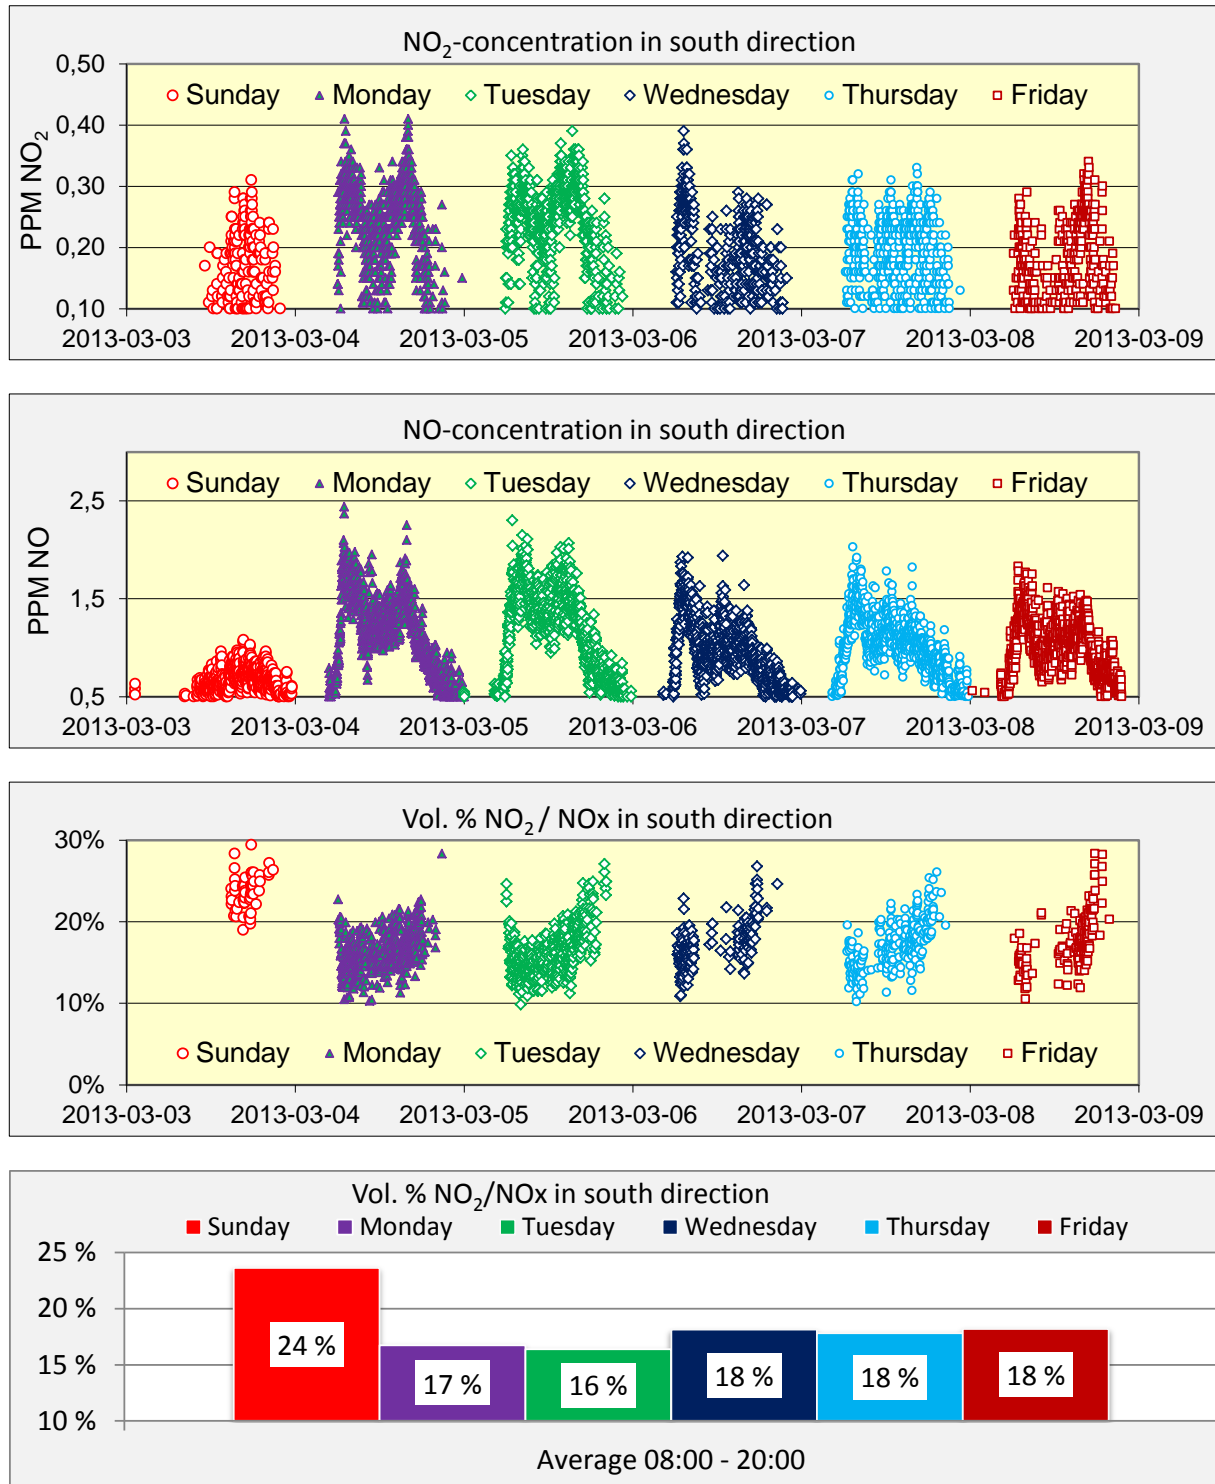 NO₂-concentration in south direction
0,50
Sunday Monday Tuesday Wednesday Thursday Friday
0,40
PPM NO₂
0,30
0,20
0,10
2013-03-03 2013-03-04 2013-03-05 2013-03-06 2013-03-07 2013-03-08 2013-03-09
NO-concentration in south direction
Sunday Monday Tuesday Wednesday Thursday Friday
2,5
PPM NO
1,5
0,5
2013-03-03 2013-03-04 2013-03-05 2013-03-06 2013-03-07 2013-03-08 2013-03-09
Vol. % NO₂ / NOx in south direction
30%
20%
10%
Sunday Monday Tuesday Wednesday Thursday Friday
0%
2013-03-03 2013-03-04 2013-03-05 2013-03-06 2013-03-07 2013-03-08 2013-03-09
Vol. % NO₂/NOx in south direction
Sunday Monday Tuesday Wednesday Thursday Friday
25 %
20 %
15 %
10 %
24 % 17 % 16 % 18 % 18 % 18 %
Average 08:00 - 20:00